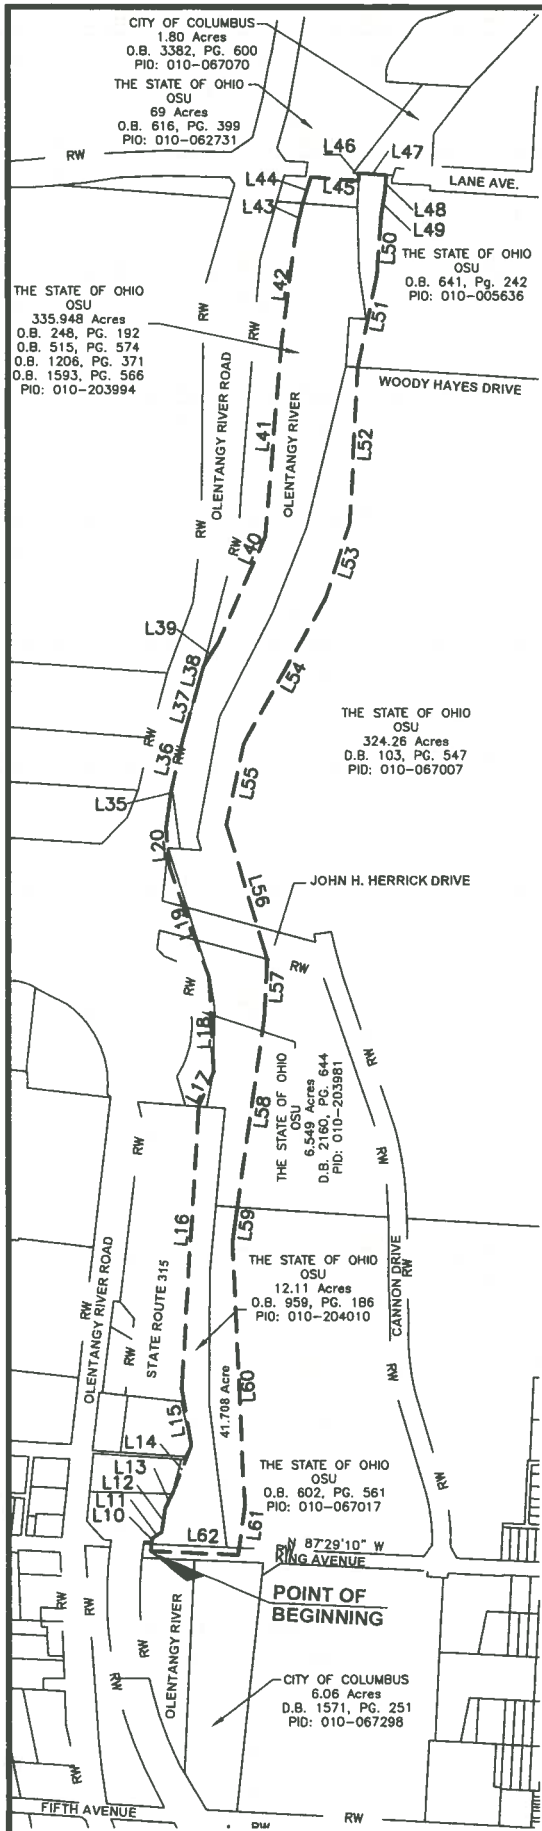 CITY OF COLUMBUS
1.80 Acres
O.B. 3382, PG. 600
PID: 010-067070
THE STATE OF OHIO
OSU
69 Acres
O.B. 616, PG. 399
PIO: 010-062731
RW
L46
L47
L44
L45
LANE AVE.
L43
L48
L49
L50
THE STATE OF OHIO
OSU
O.B. 641, Pg. 242
PID: 010-005636
L42
THE STATE OF OHIO
OSU
335.948 Acres
O.B. 248, PG. 192
O.B. 515, PG. 574
O.B. 1206, PG. 371
O.B. 1593, PG. 566
PID: 010-203994
RW
RW
L51
WOODY HAYES DRIVE
OLENTANGY RIVER ROAD
OLENTANGY RIVER
L41
L52
RW
RW
L40
L53
L39
L38
L54
L37
THE STATE OF OHIO
OSU
324.26 Acres
D.B. 103, PG. 547
PID: 010-067007
RW
RW
L36
L55
L35
L20
L56
JOHN H. HERRICK DRIVE
L19
RW
RW
L57
L18
THE STATE OF OHIO
OSU
6.549 Acres
D.B. 2160, PG. 644
PID: 010-203981
RW
L17
L58
RW
RW
L16
L59
THE STATE OF OHIO
OSU
12.11 Acres
O.B. 959, PG. 186
PIO: 010-204010
OLENTANGY RIVER ROAD
RW
STATE ROUTE 315
RW
CANNON DRIVE
RW
RW
L60
41.708 Acre
L15
L14
L13
L12
L11
L10
THE STATE OF OHIO
OSU
O.B. 602, PG. 561
PIO: 010-067017
RW
L61
L62
N 87°29'10" W
RW
KING AVENUE
POINT OF
BEGINNING
RW
RW
RW
OLENTANGY RIVER
RW
CITY OF COLUMBUS
6.06 Acres
D.B. 1571, PG. 251
PID: 010-067298
RW
FIFTH AVENUE
RW
RW